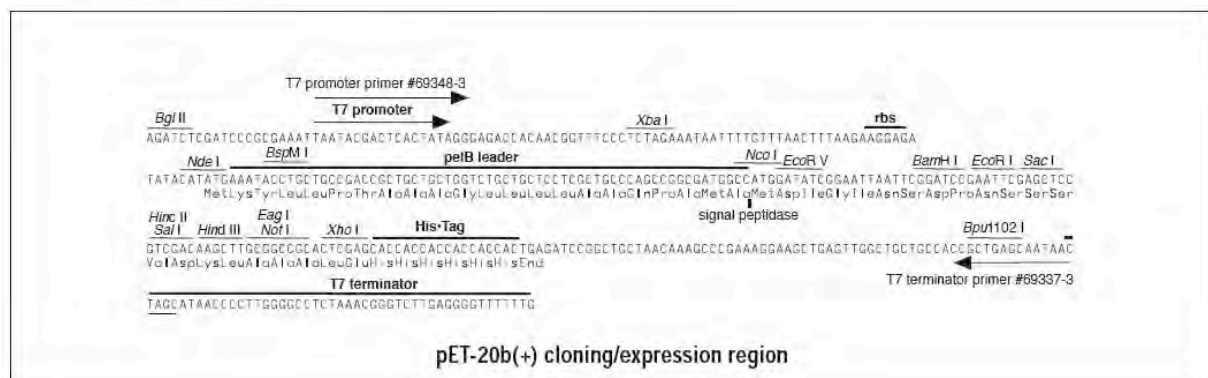 T7 promoter primer #69348-3
Bgl II T7 promoter Xba I rbs
AGATCTCGATCCCGCGAAATTAATACGACTCACTATAGGGAGACCACAACGGTTTCCCTCTAGAAATAATTTTGTTTAACTTTAAGAAGGAGA
Nde I BspM I pelB leader Nco I EcoR V BamH I EcoR I Sac I
TATACATATGAAATACCTGCTGCCGACCGCTGCTGCTGGTCTGCTGCTCCTCGCTGCCCAGCCGGCGATGGCCATGGATATCGGAATTAATTCGGATCCGAATTCGAGCTCC
MetLysTyrLeuLeuProThrAlaAlaAlaGlyLeuLeuLeuLeuAlaAlaGlnProAlaMetAlaMetAspIleGlyIleAsnSerAspProAsnSerSerSer
signal peptidase
Hinc II Eag I
Sal I Hind III Not I Xho I His•Tag Bpu1102 I
GTCGACAAGCTTGCGGCCGCACTCGAGCACCACCACCACCACCACTGAGATCCGGCTGCTAACAAAGCCCGAAAGGAAGCTGAGTTGGCTGCTGCCACCGCTGAGCAATAAC
ValAspLysLeuAlaAlaAlaLeuGluHisHisHisHisHisHisEnd
T7 terminator T7 terminator primer #69337-3
TAGCATAACCCCTTGGGGCCTCTAAACGGGTCTTGAGGGGTTTTTTG
pET-20b(+) cloning/expression region